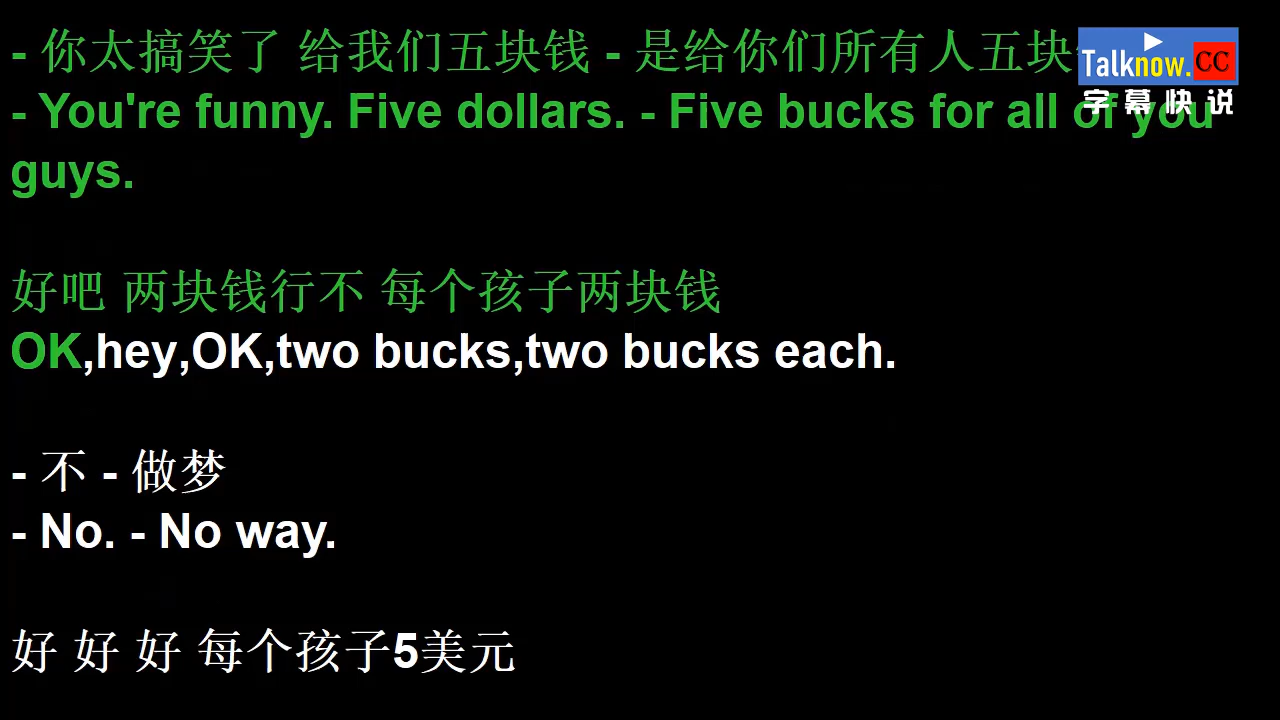 - 你太搞笑了 给我们五块钱 - 是给你们所有人五块
Talknow.CC
字幕快说
- You're funny. Five dollars. - Five bucks for all of you
guys.
好吧 两块钱行不 每个孩子两块钱
OK,hey,OK,two bucks,two bucks each.
- 不 - 做梦
- No. - No way.
好 好 好 每个孩子5美元